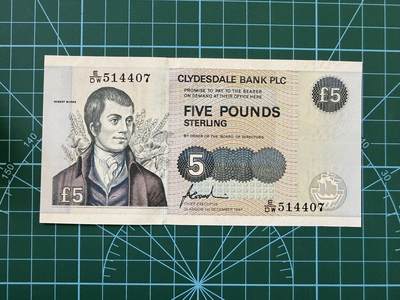 E/DW 514407
CLYDESDALE BANK PLC
PROMISE TO PAY TO THE BEARER
ON DEMAND AT THEIR OFFICE HERE
£5
ROBERT BURNS
FIVE POUNDS
STERLING
BY ORDER OF THE BOARD OF DIRECTORS
5
£5
CHIEF EXECUTIVE
E/DW 514407